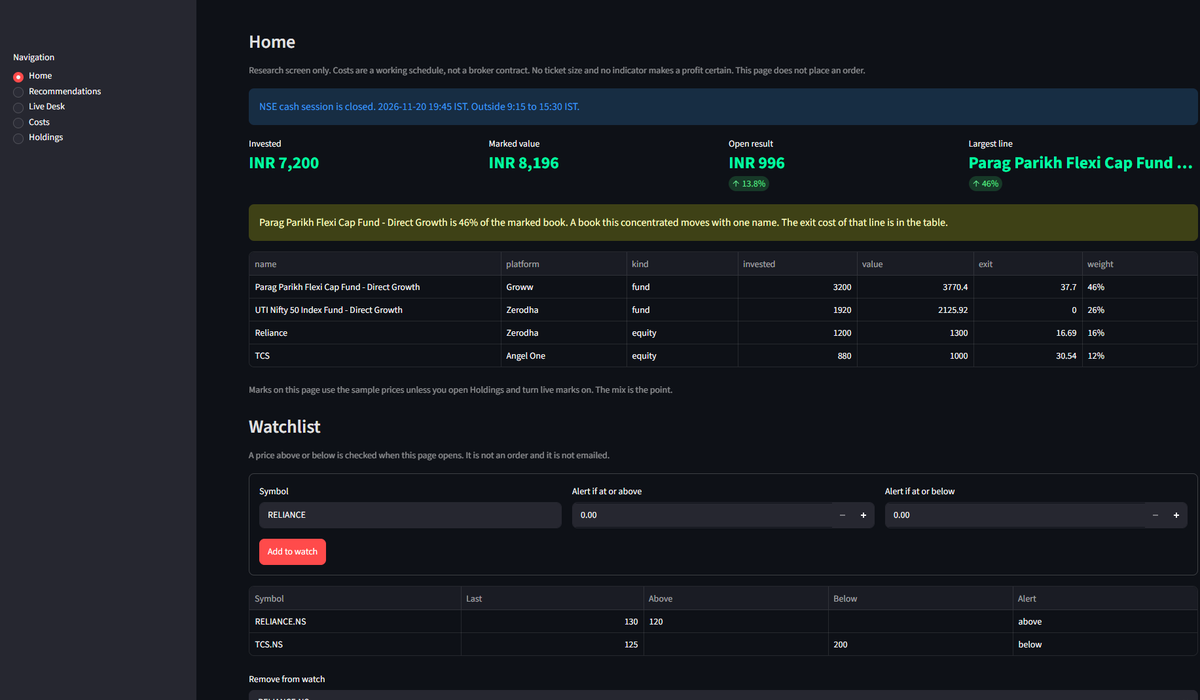 Navigation
Home
Recommendations
Live Desk
Costs
Holdings
Home
Research screen only. Costs are a working schedule, not a broker contract. No ticket size and no indicator makes a profit certain. This page does not place an order.
NSE cash session is closed. 2026-11-20 19:45 IST. Outside 9:15 to 15:30 IST.
Invested Marked value Open result Largest line
INR 7,200 INR 8,196 INR 996 Parag Parikh Flexi Cap Fund ...
↑ 13.8% ↑ 46%
Parag Parikh Flexi Cap Fund - Direct Growth is 46% of the marked book. A book this concentrated moves with one name. The exit cost of that line is in the table.
name platform kind invested value exit weight
Parag Parikh Flexi Cap Fund - Direct Growth Groww fund 3200 3770.4 37.7 46%
UTI Nifty 50 Index Fund - Direct Growth Zerodha fund 1920 2125.92 0 26%
Reliance Zerodha equity 1200 1300 16.69 16%
TCS Angel One equity 880 1000 30.54 12%
Marks on this page use the sample prices unless you open Holdings and turn live marks on. The mix is the point.
Watchlist
A price above or below is checked when this page opens. It is not an order and it is not emailed.
Symbol Alert if at or above Alert if at or below
RELIANCE 0.00 − + 0.00 − +
Add to watch
Symbol Last Above Below Alert
RELIANCE.NS 130 120 above
TCS.NS 125 200 below
Remove from watch